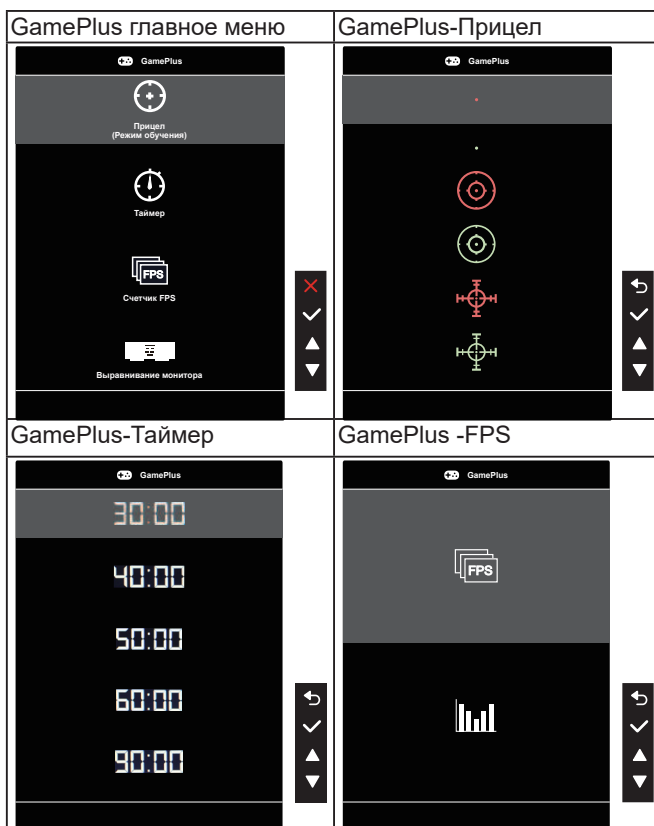 GamePlus главное меню
GamePlus
Прицел
(Режим обучения)
Таймер
FPS
Счетчик FPS
Выравнивание монитора
GamePlus-Прицел
GamePlus
GamePlus-Таймер
GamePlus
30:00
40:00
50:00
60:00
90:00
GamePlus -FPS
GamePlus
FPS